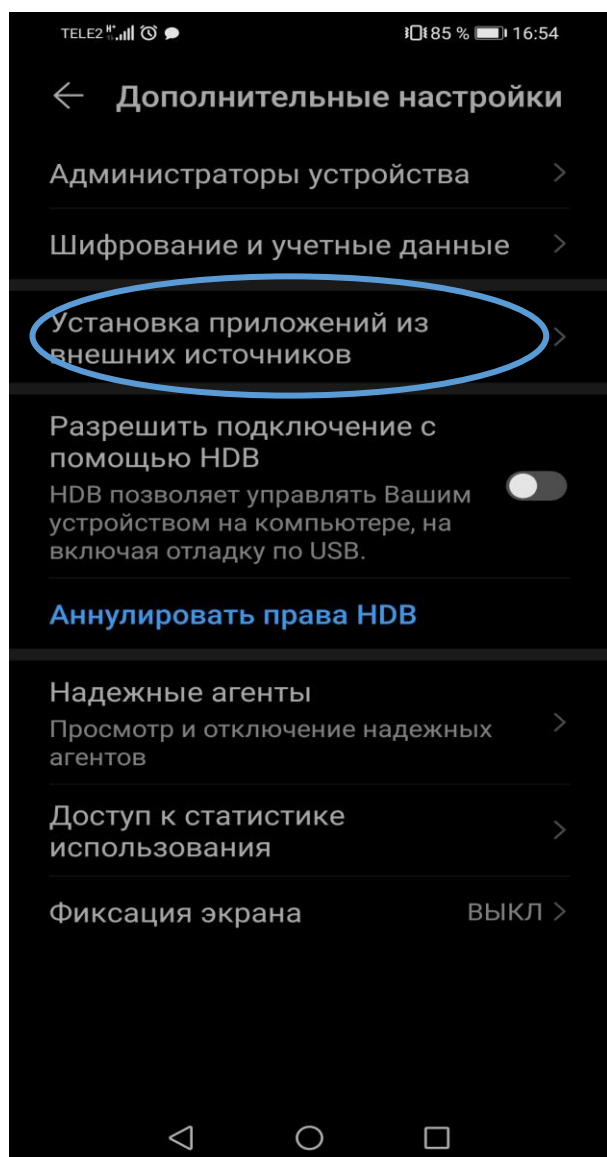 TELE2 85 % 16:54
Дополнительные настройки
Администраторы устройства
Шифрование и учетные данные
Установка приложений из
внешних источников
Разрешить подключение с
помощью HDB
HDB позволяет управлять Вашим
устройством на компьютере, на
включая отладку по USB.
Аннулировать права HDB
Надежные агенты
Просмотр и отключение надежных
агентов
Доступ к статистике
использования
Фиксация экрана ВЫКЛ